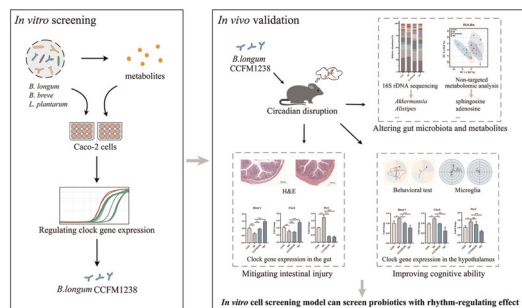 In vitro screening
B. longum
B. breve
L. plantarum
metabolites
Caco-2 cells
Regulating clock gene expression
B.longum CCFM1238
In vivo validation
B.longum
CCFM1238
Circadian disruption
16S rDNA sequencing
Akkermansia
Alistipes
...
Non-targeted
metabolomic analysis
sphingosine
adenosine
...
Altering gut microbiota and metabolites
H&E
Clock gene expression in the gut
Mitigating intestinal injury
Behavioral test
Microglia
Clock gene expression in the hypothalamus
Improving cognitive ability
In vitro cell screening model can screen probiotics with rhythm-regulating effect